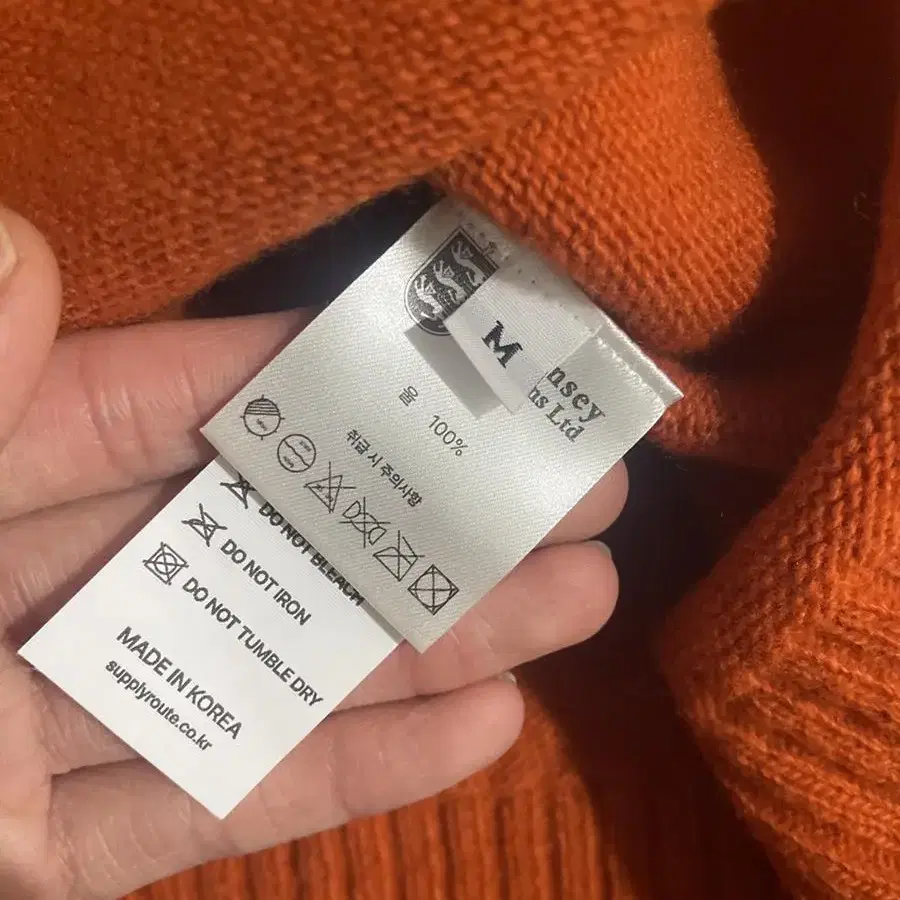 M
nsey
ns Ltd
울 100%
취급 시 주의사항
DO NOT BLEACH
DO NOT IRON
DO NOT TUMBLE DRY
MADE IN KOREA
supplyroute.co.kr